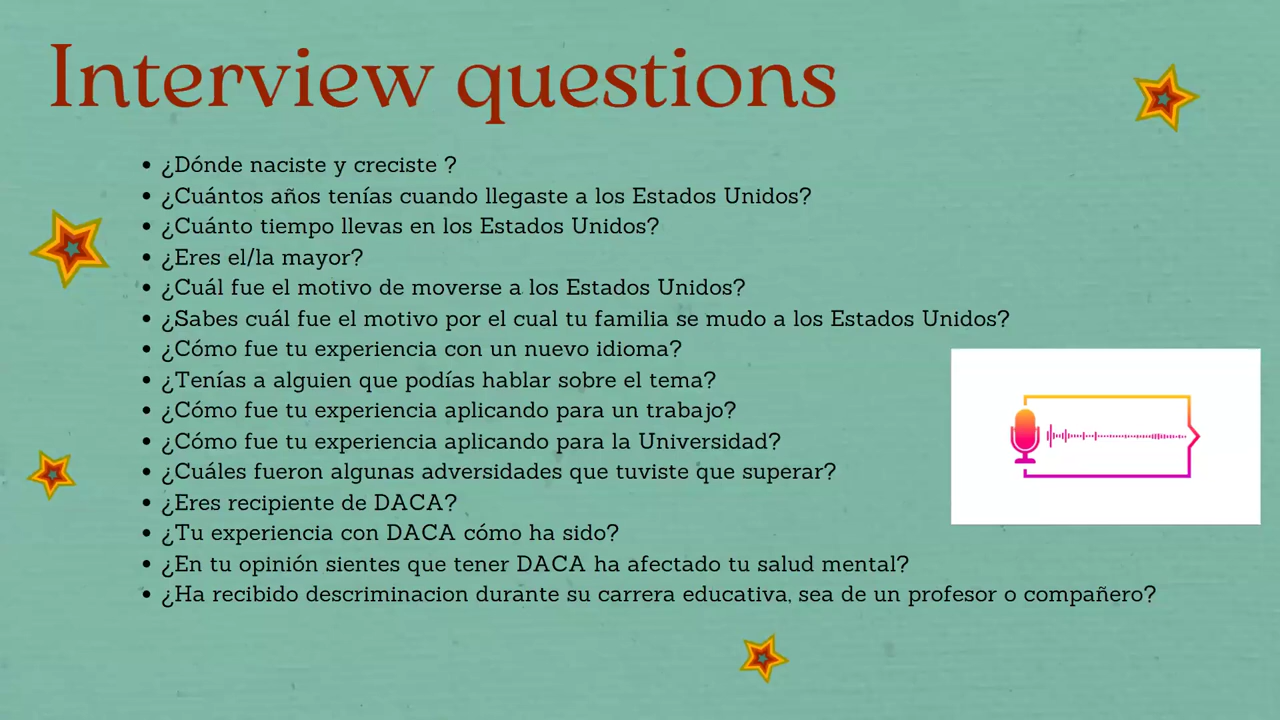 Interview questions
• ¿Dónde naciste y creciste ?
• ¿Cuántos años tenías cuando llegaste a los Estados Unidos?
• ¿Cuánto tiempo llevas en los Estados Unidos?
• ¿Eres el/la mayor?
• ¿Cuál fue el motivo de moverse a los Estados Unidos?
• ¿Sabes cuál fue el motivo por el cual tu familia se mudo a los Estados Unidos?
• ¿Cómo fue tu experiencia con un nuevo idioma?
• ¿Tenías a alguien que podías hablar sobre el tema?
• ¿Cómo fue tu experiencia aplicando para un trabajo?
• ¿Cómo fue tu experiencia aplicando para la Universidad?
• ¿Cuáles fueron algunas adversidades que tuviste que superar?
• ¿Eres recipiente de DACA?
• ¿Tu experiencia con DACA cómo ha sido?
• ¿En tu opinión sientes que tener DACA ha afectado tu salud mental?
• ¿Ha recibido descriminacion durante su carrera educativa, sea de un profesor o compañero?